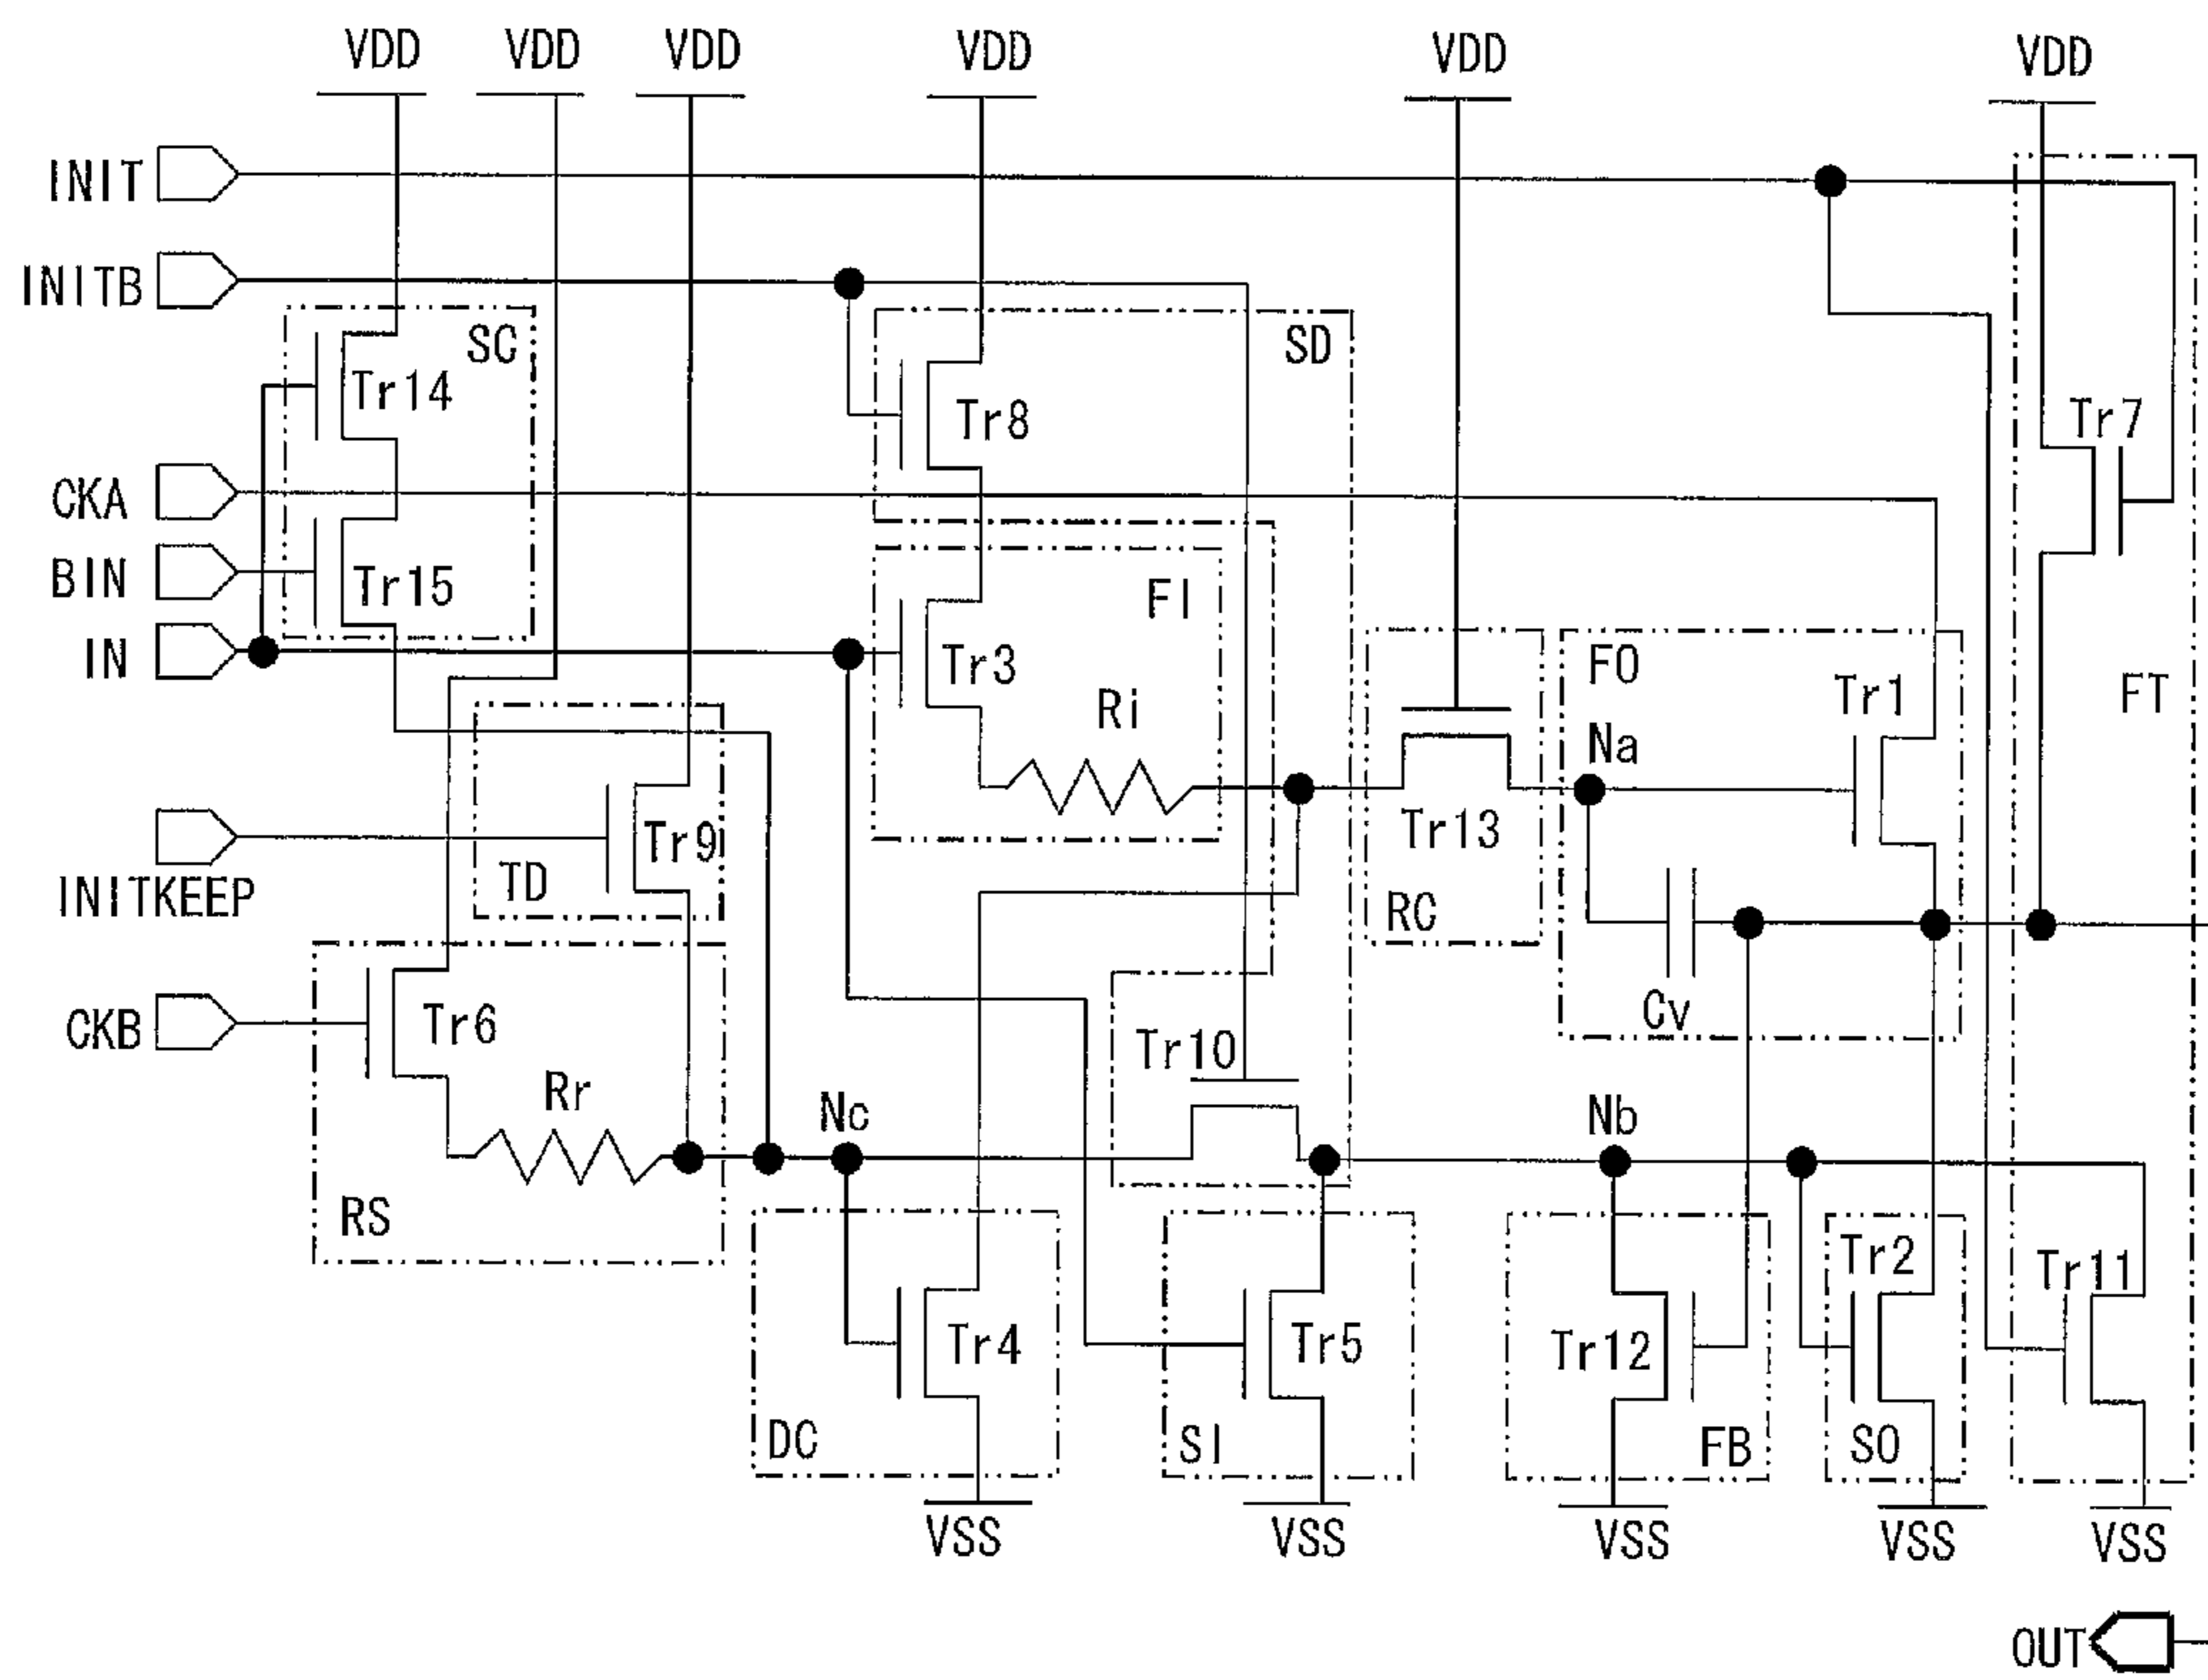 VDD VDD VDD VDD VDD VDD
INIT
INITB
SC
SD
Tr14
Tr8
Tr7
CKA
BIN
Tr15
FI
IN
Tr3
FO
Tr1
FT
Ri
Na
Tr13
Tr9
TD
INITKEEP
RC
CKB
Tr6
Cv
Tr10
Rr
Nc
Nb
RS
Tr2
Tr11
Tr4
Tr5
Tr12
DC
SI
FB
SO
VSS VSS VSS VSS VSS
OUT